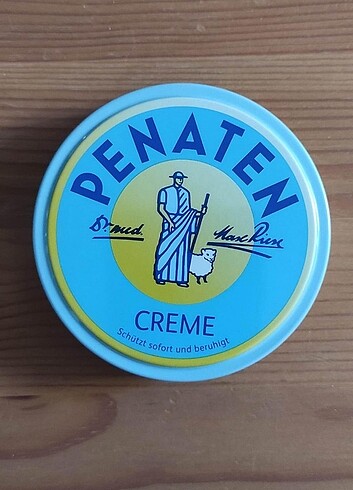 PENATEN
Dr. med. Max Riese
CREME
Schützt sofort und beruhigt